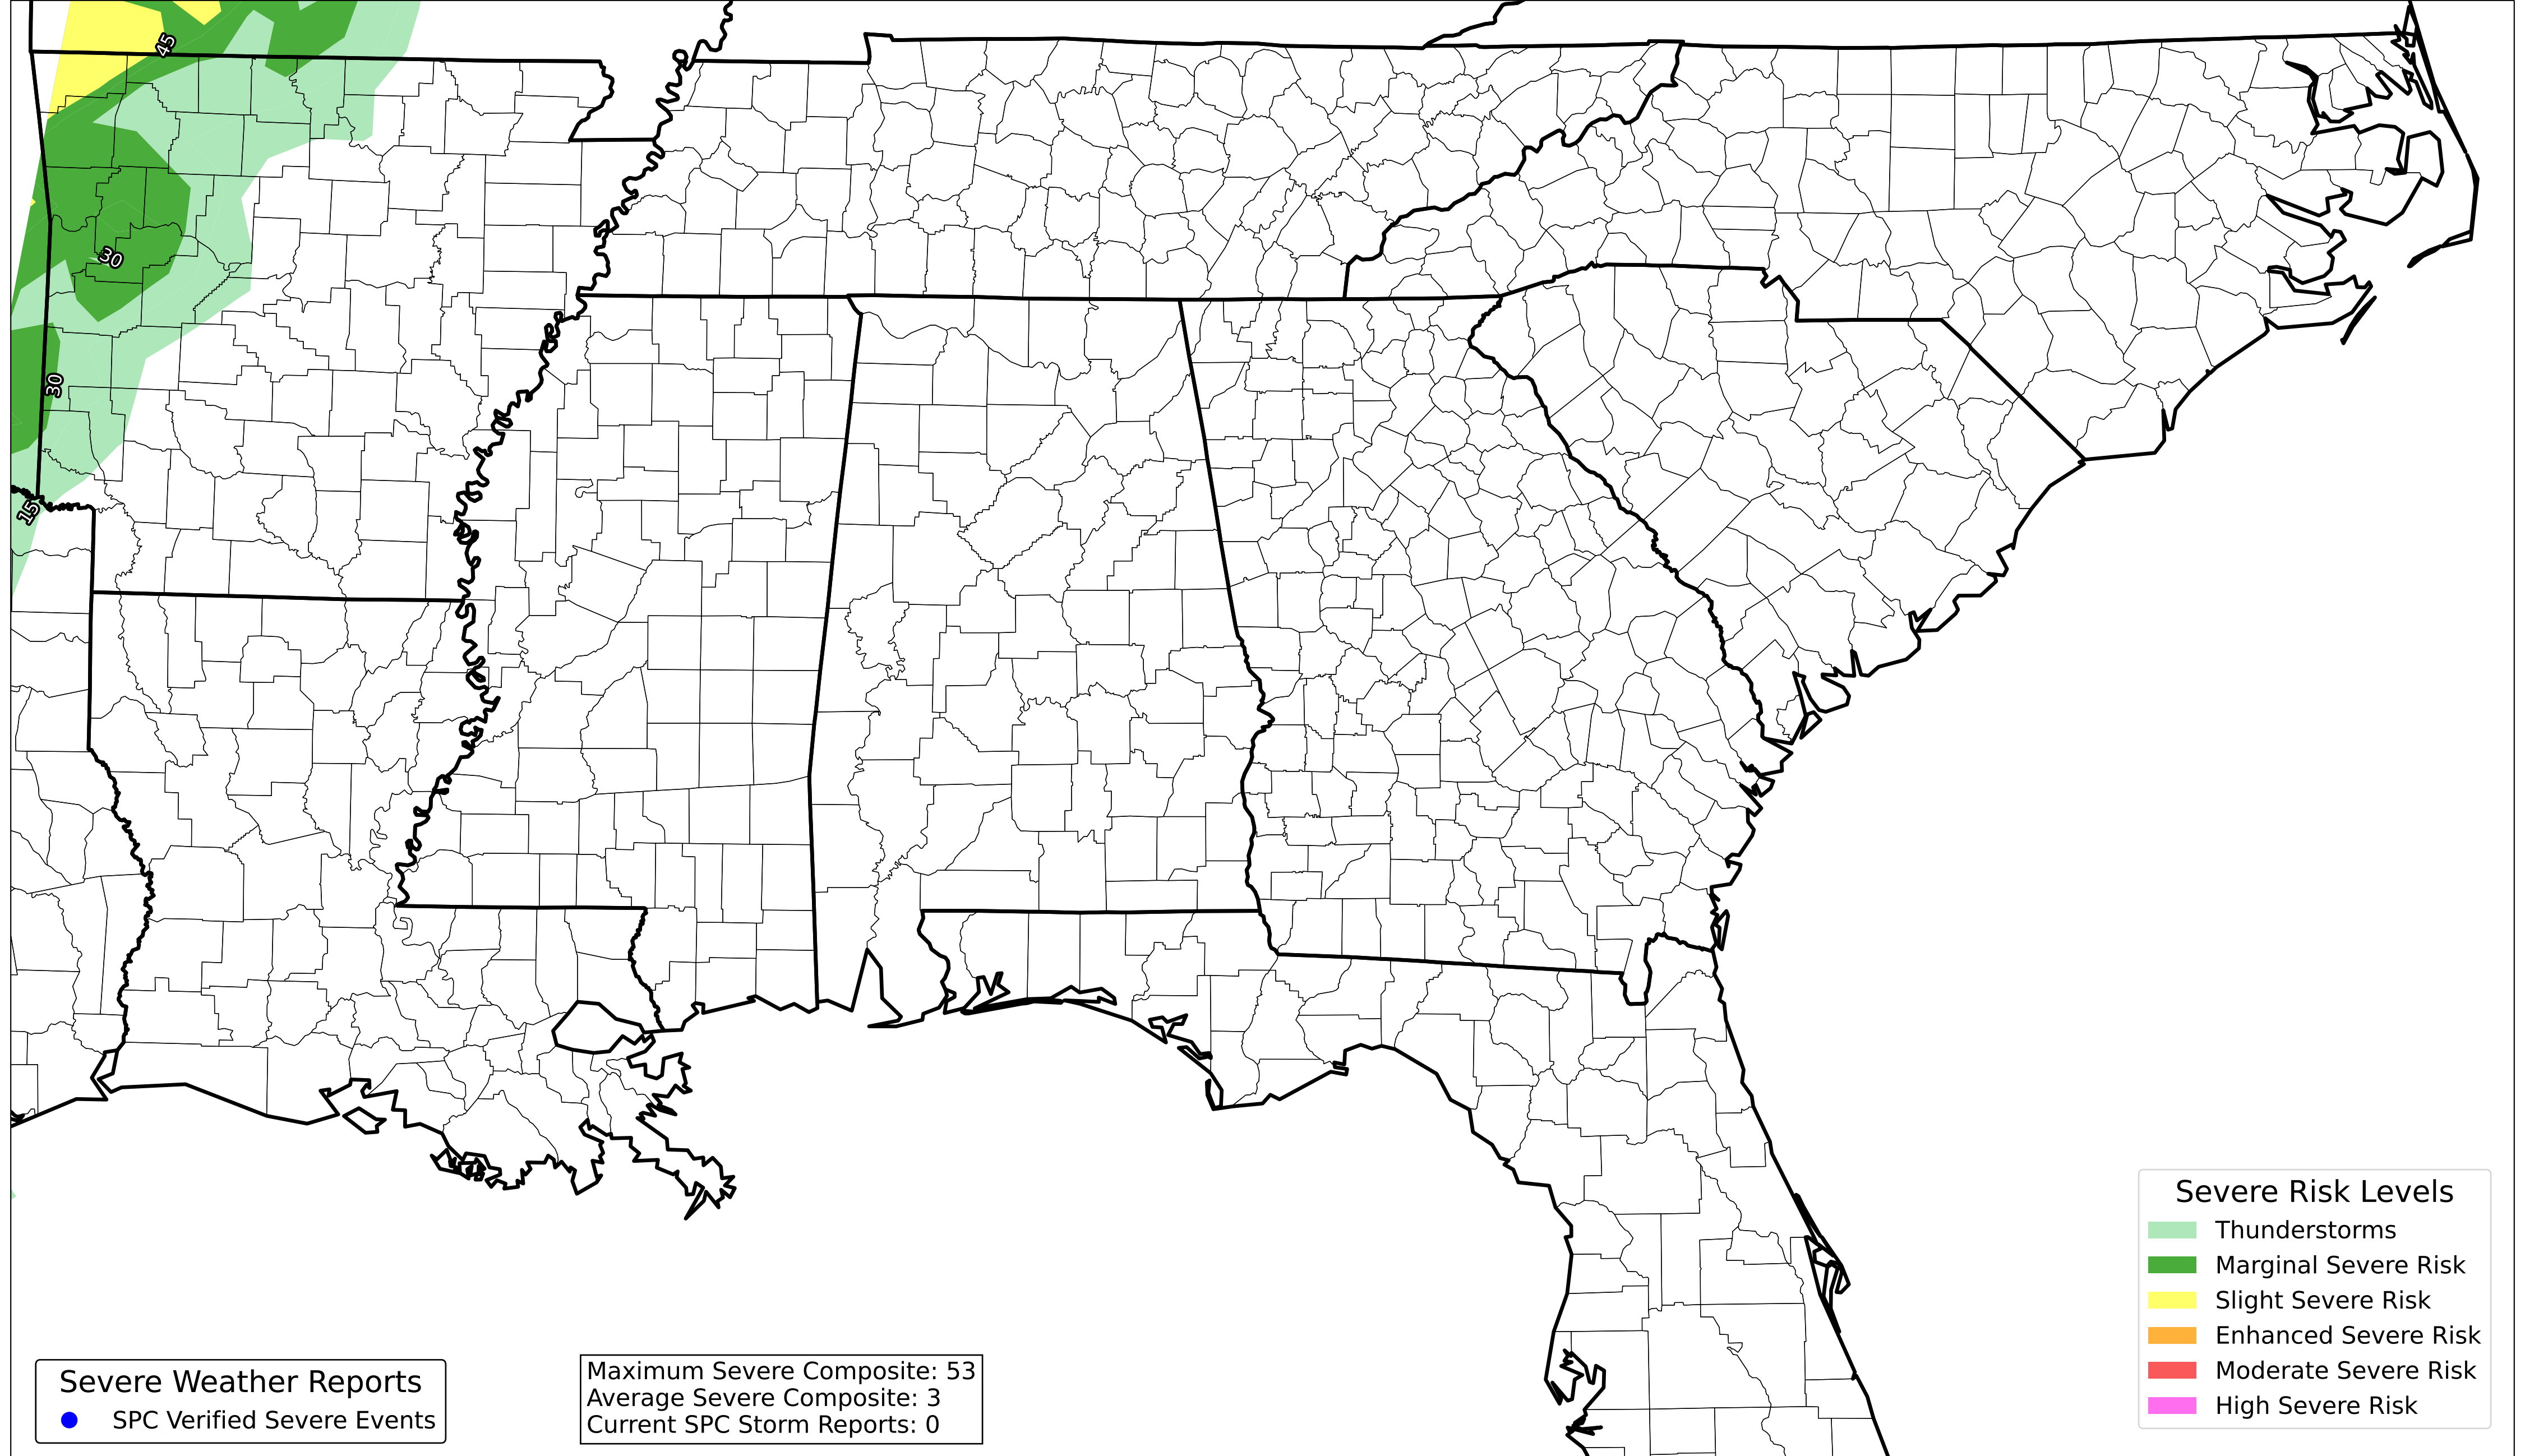 45
30
30
15
Severe Risk Levels
Thunderstorms
Marginal Severe Risk
Slight Severe Risk
Enhanced Severe Risk
Moderate Severe Risk
High Severe Risk
Severe Weather Reports
SPC Verified Severe Events
Maximum Severe Composite: 53
Average Severe Composite: 3
Current SPC Storm Reports: 0